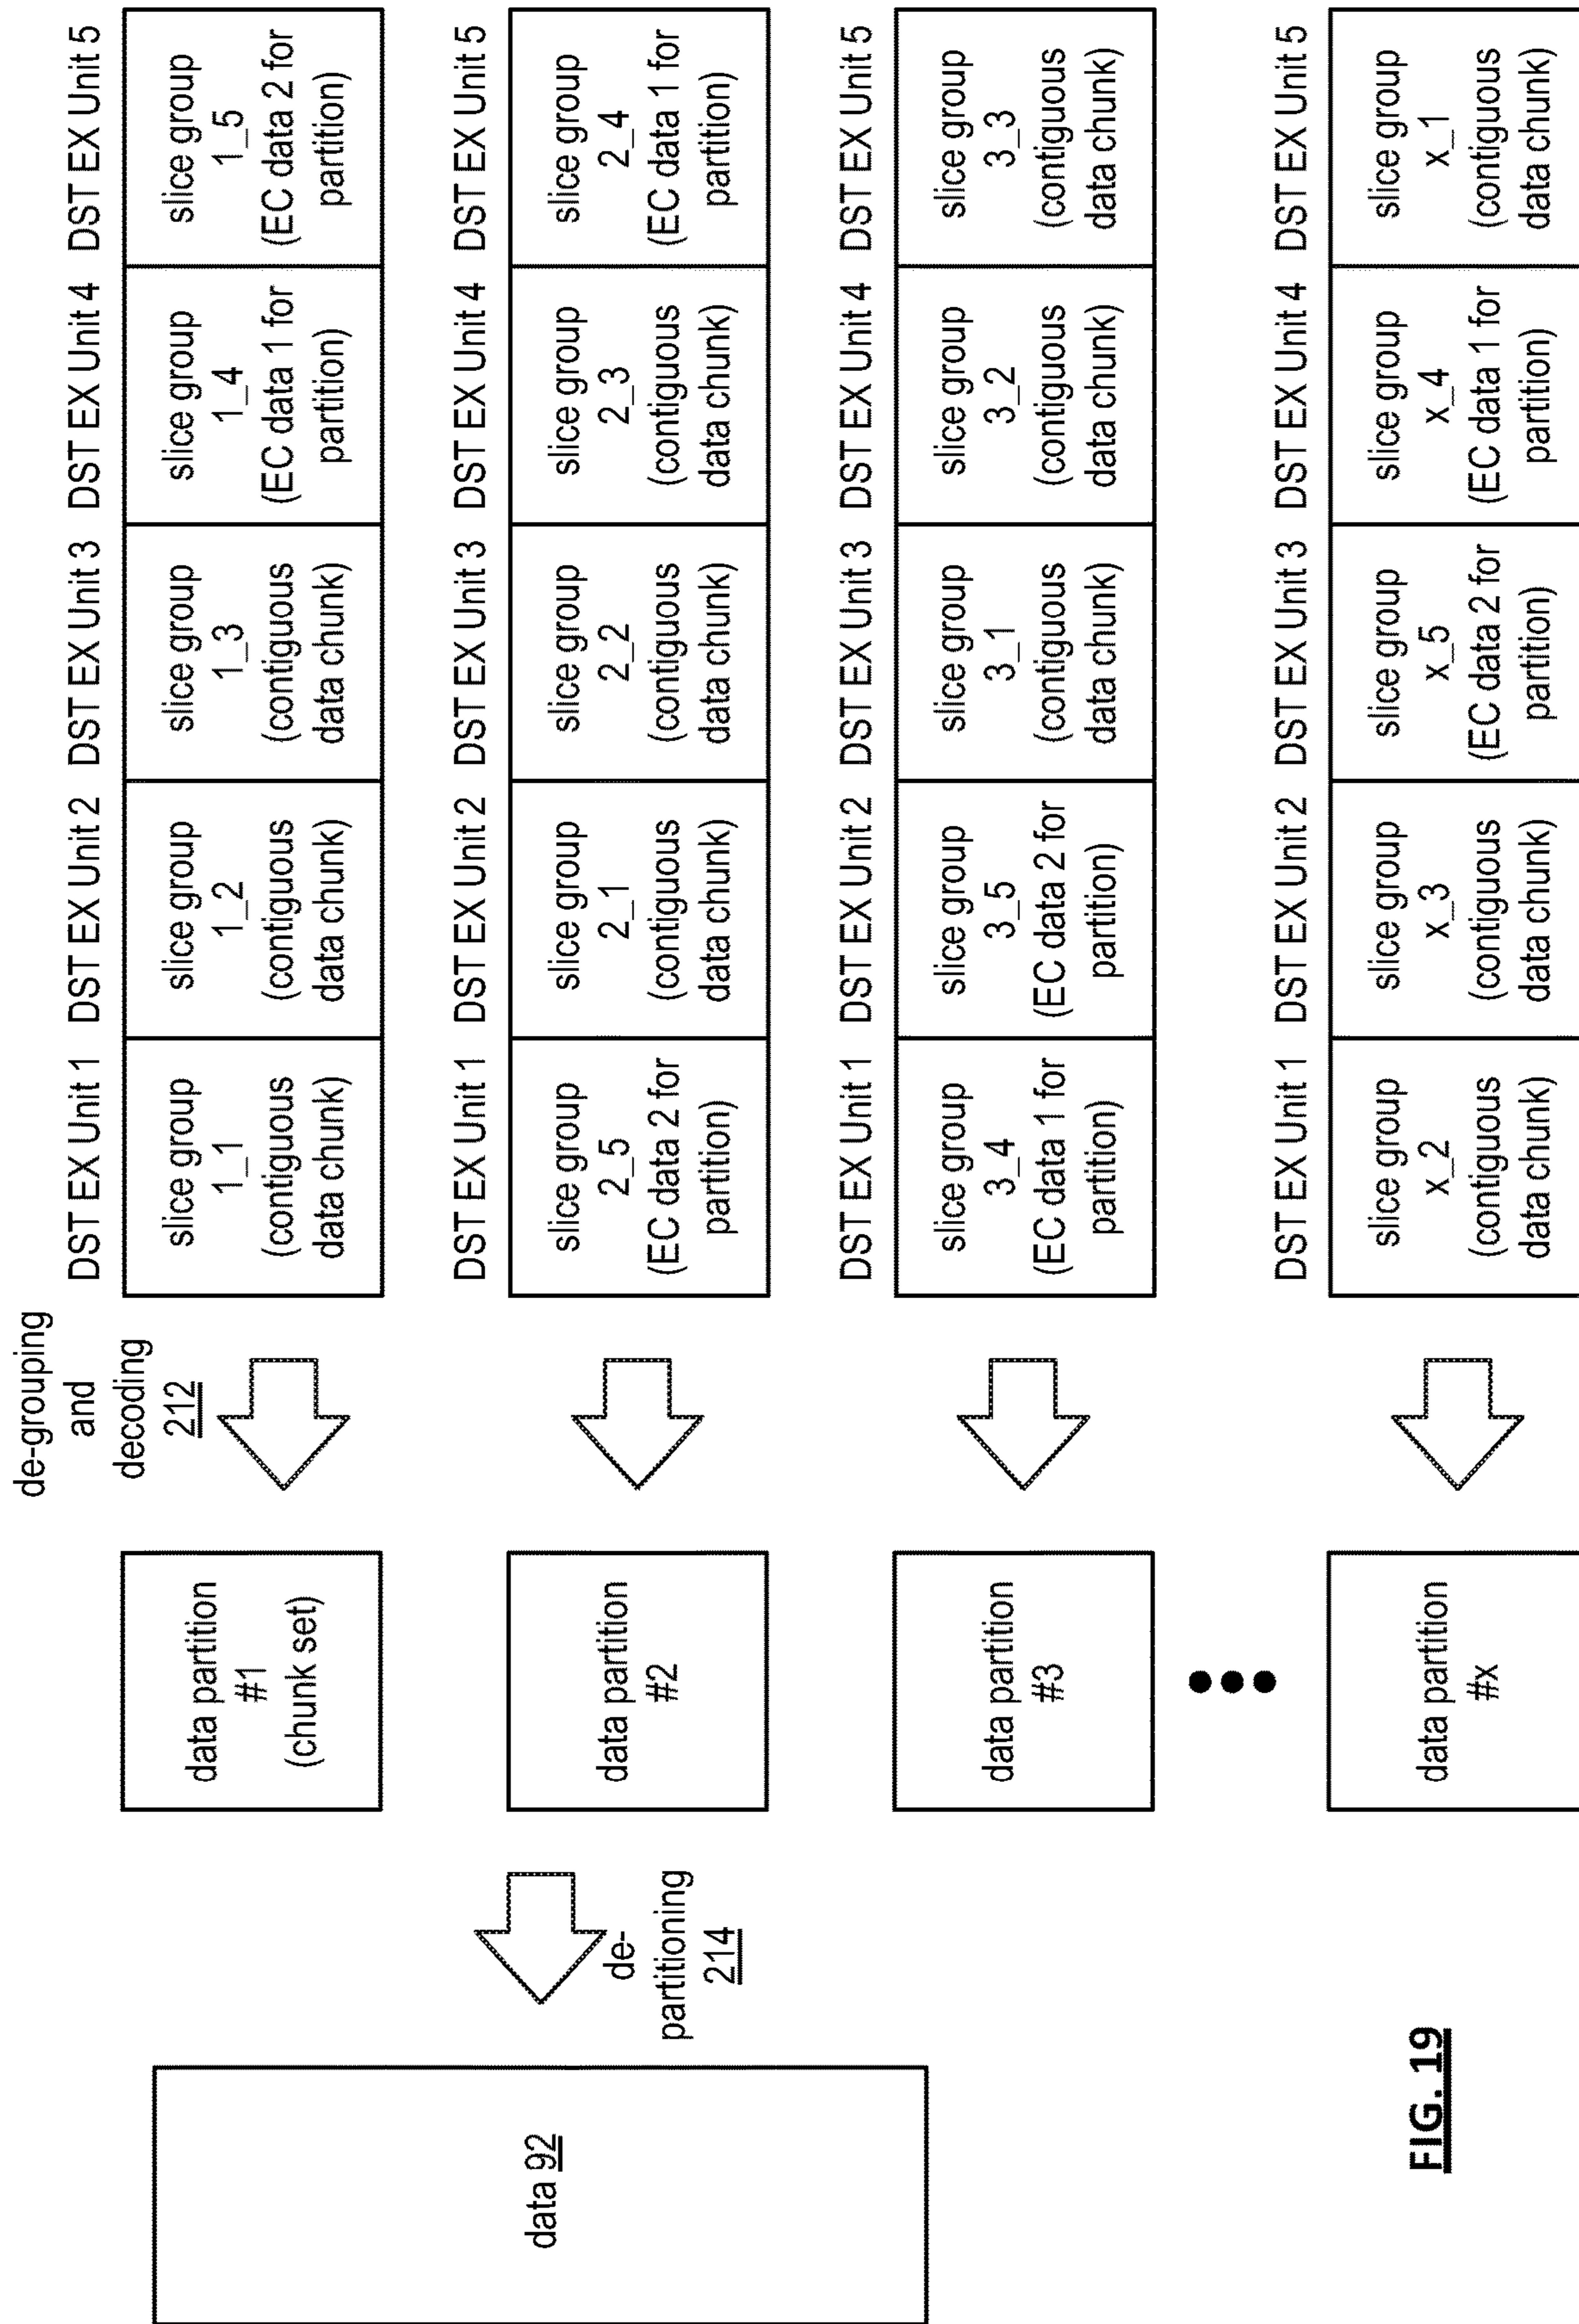 de-grouping
and
decoding
212
DST EX Unit 1
DST EX Unit 2
DST EX Unit 3
DST EX Unit 4
DST EX Unit 5
data partition
#1
(chunk set)
slice group
1_1
(contiguous
data chunk)
slice group
1_2
(contiguous
data chunk)
slice group
1_3
(contiguous
data chunk)
slice group
1_4
(EC data 1 for
partition)
slice group
1_5
(EC data 2 for
partition)
DST EX Unit 1
DST EX Unit 2
DST EX Unit 3
DST EX Unit 4
DST EX Unit 5
data 92
de-
partitioning
214
data partition
#2
slice group
2_5
(EC data 2 for
partition)
slice group
2_1
(contiguous
data chunk)
slice group
2_2
(contiguous
data chunk)
slice group
2_3
(contiguous
data chunk)
slice group
2_4
(EC data 1 for
partition)
DST EX Unit 1
DST EX Unit 2
DST EX Unit 3
DST EX Unit 4
DST EX Unit 5
data partition
#3
slice group
3_4
(EC data 1 for
partition)
slice group
3_5
(EC data 2 for
partition)
slice group
3_1
(contiguous
data chunk)
slice group
3_2
(contiguous
data chunk)
slice group
3_3
(contiguous
data chunk)
DST EX Unit 1
DST EX Unit 2
DST EX Unit 3
DST EX Unit 4
DST EX Unit 5
data partition
#x
slice group
x_2
(contiguous
data chunk)
slice group
x_3
(contiguous
data chunk)
slice group
x_5
(EC data 2 for
partition)
slice group
x_4
(EC data 1 for
partition)
slice group
x_1
(contiguous
data chunk)
FIG. 19